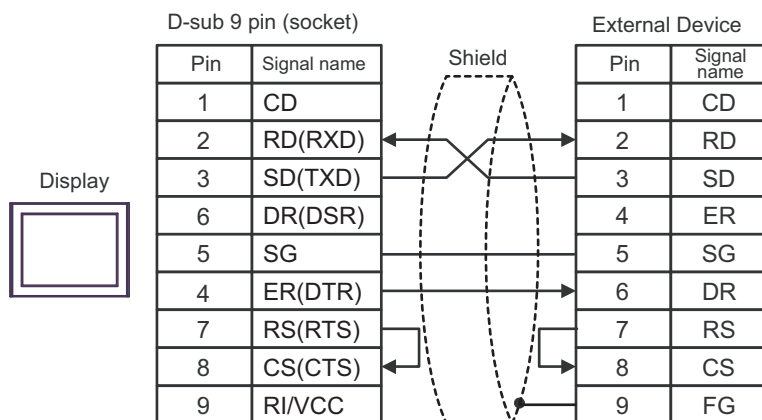 D-sub 9 pin (socket) External Device
Pin Signal name Shield Pin Signal
name
1 CD 1 CD
2 RD(RXD) 2 RD
3 SD(TXD) 3 SD
Display
6 DR(DSR) 4 ER
5 SG 5 SG
4 ER(DTR) 6 DR
7 RS(RTS) 7 RS
8 CS(CTS) 8 CS
9 RI/VCC 9 FG